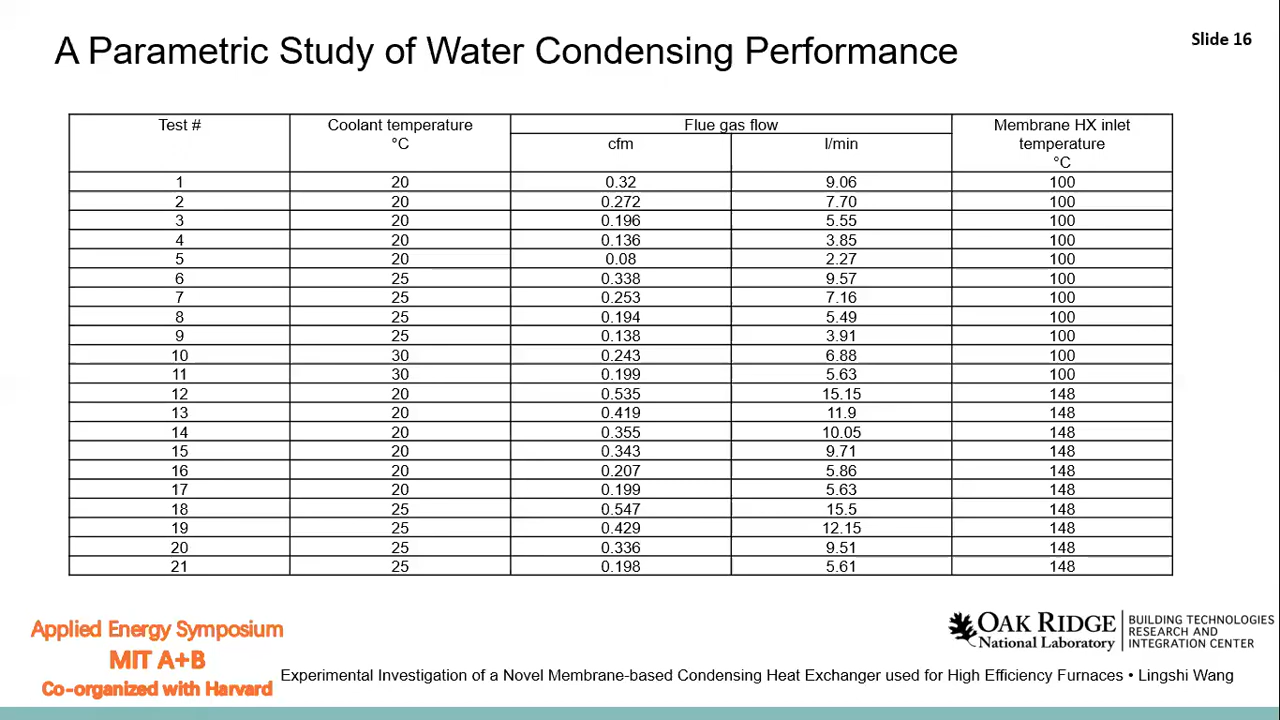 A Parametric Study of Water Condensing Performance
Slide 16
Test #
Coolant temperature
°C
Flue gas flow
cfm
l/min
Membrane HX inlet
temperature
°C
1 20 0.32 9.06 100
2 20 0.272 7.70 100
3 20 0.196 5.55 100
4 20 0.136 3.85 100
5 20 0.08 2.27 100
6 25 0.338 9.57 100
7 25 0.253 7.16 100
8 25 0.194 5.49 100
9 25 0.138 3.91 100
10 30 0.243 6.88 100
11 30 0.199 5.63 100
12 20 0.535 15.15 148
13 20 0.419 11.9 148
14 20 0.355 10.05 148
15 20 0.343 9.71 148
16 20 0.207 5.86 148
17 20 0.199 5.63 148
18 25 0.547 15.5 148
19 25 0.429 12.15 148
20 25 0.336 9.51 148
21 25 0.198 5.61 148
Applied Energy Symposium
MIT A+B
Co-organized with Harvard
OAK RIDGE
National Laboratory
BUILDING TECHNOLOGIES
RESEARCH AND
INTEGRATION CENTER
Experimental Investigation of a Novel Membrane-based Condensing Heat Exchanger used for High Efficiency Furnaces • Lingshi Wang